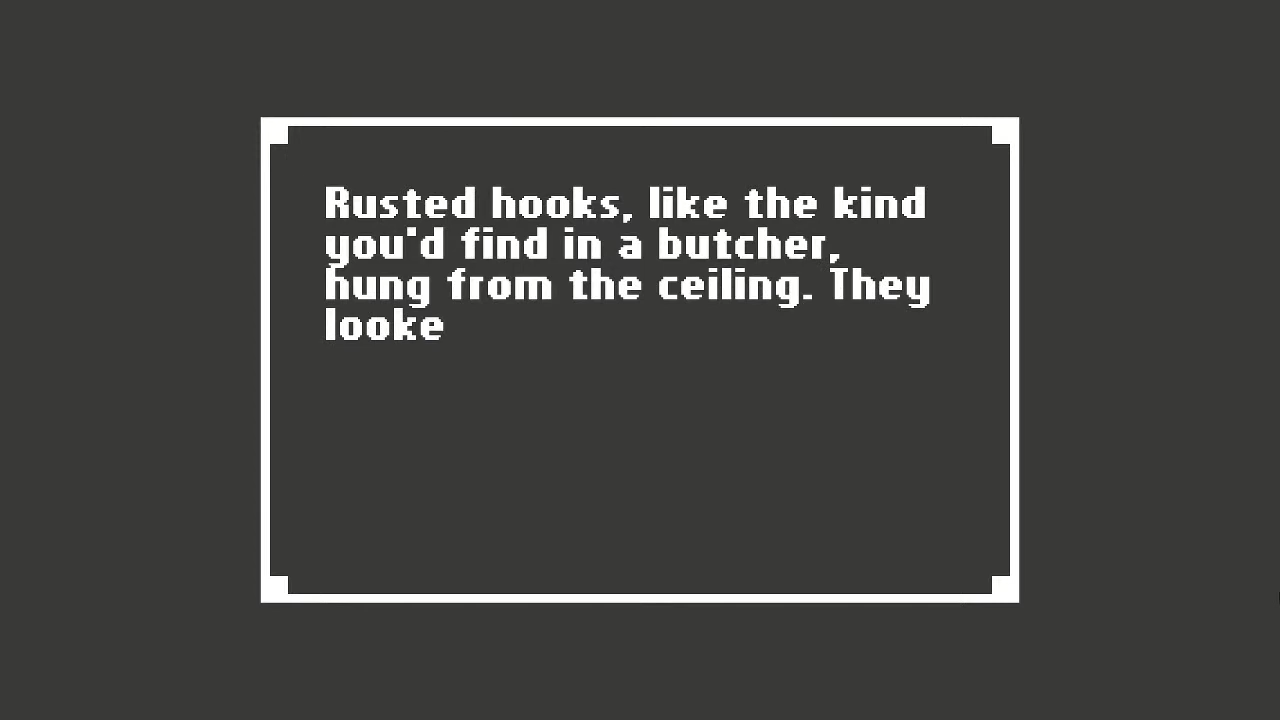 Rusted hooks, like the kind
you'd find in a butcher,
hung from the ceiling. They
looke